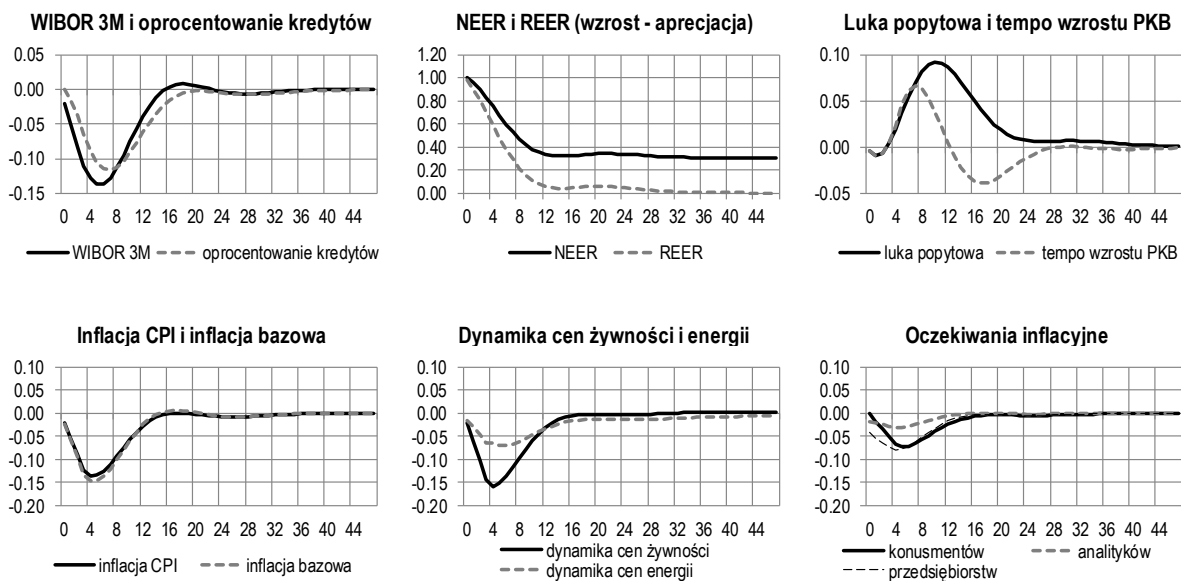 WIBOR 3M i oprocentowanie kredytów
0.05
0.00
-0.05
-0.10
-0.15
0 4 8 12 16 20 24 28 32 36 40 44
WIBOR 3M oprocentowanie kredytów
NEER i REER (wzrost - aprecjacja)
1.20
1.00
0.80
0.60
0.40
0.20
0.00
0 4 8 12 16 20 24 28 32 36 40 44
NEER REER
Luka popytowa i tempo wzrostu PKB
0.10
0.05
0.00
-0.05
0 4 8 12 16 20 24 28 32 36 40 44
luka popytowa tempo wzrostu PKB
Inflacja CPI i inflacja bazowa
0.10
0.05
0.00
-0.05
-0.10
-0.15
-0.20
0 4 8 12 16 20 24 28 32 36 40 44
inflacja CPI inflacja bazowa
Dynamika cen żywności i energii
0.10
0.05
0.00
-0.05
-0.10
-0.15
-0.20
0 4 8 12 16 20 24 28 32 36 40 44
dynamika cen żywności
dynamika cen energii
Oczekiwania inflacyjne
0.10
0.05
0.00
-0.05
-0.10
-0.15
-0.20
0 4 8 12 16 20 24 28 32 36 40 44
konusmentów analityków
przedsiębiorstw